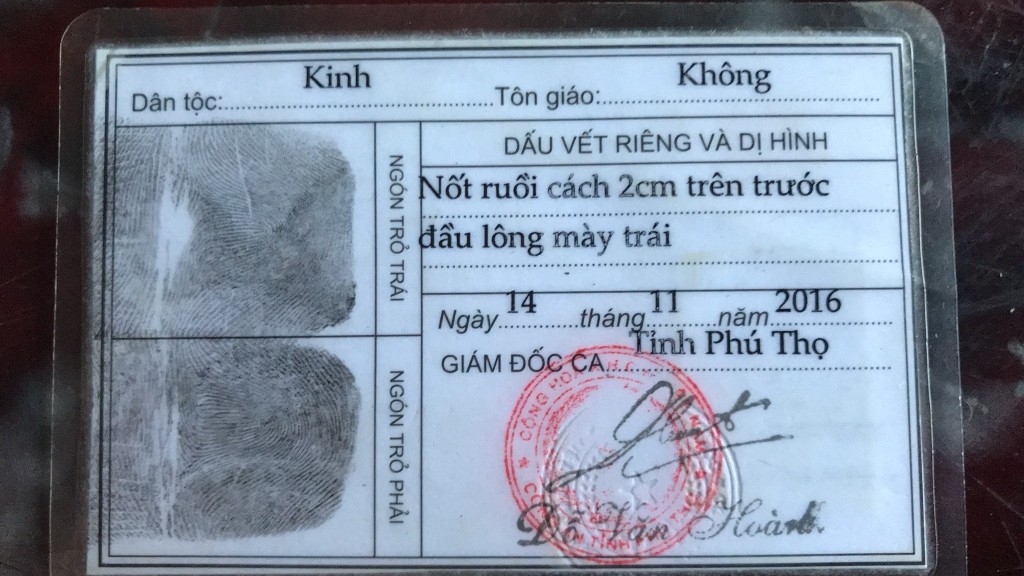 Dân tộc: Kinh Tôn giáo: Không
NGÓN TRỎ TRÁI
NGÓN TRỎ PHẢI
DẤU VẾT RIÊNG VÀ DỊ HÌNH
Nốt ruồi cách 2cm trên trước
đầu lông mày trái
Ngày 14 tháng 11 năm 2016
GIÁM ĐỐC CA. Tỉnh Phú Thọ
CỘNG HÒA
Đỗ Văn Hoành